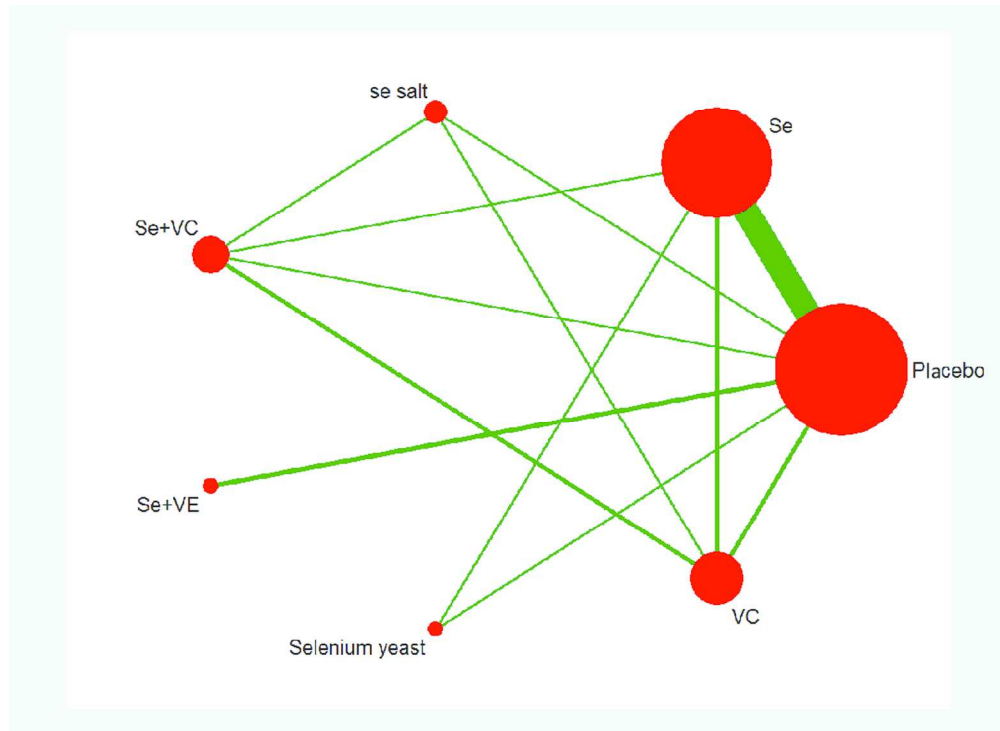 se salt
Se
Se+VC
Placebo
Se+VE
VC
Selenium yeast